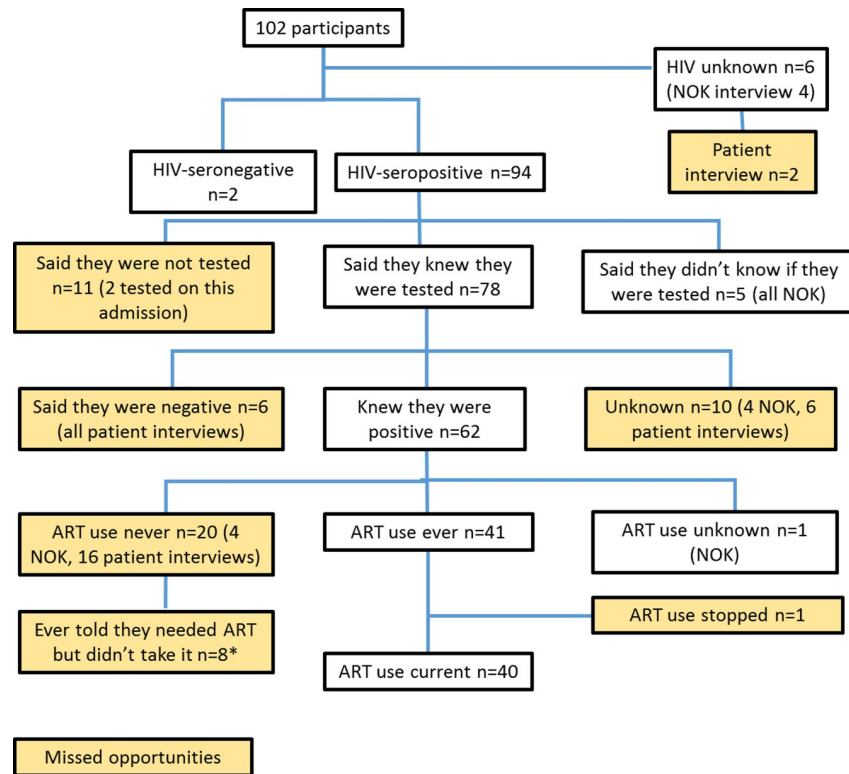 102 participants
HIV unknown n=6
(NOK interview 4)
Patient
interview n=2
HIV-seronegative
n=2
HIV-seropositive n=94
Said they were not tested
n=11 (2 tested on this
admission)
Said they knew they
were tested n=78
Said they didn’t know if they
were tested n=5 (all NOK)
Said they were negative n=6
(all patient interviews)
Knew they were
positive n=62
Unknown n=10 (4 NOK, 6
patient interviews)
ART use never n=20 (4
NOK, 16 patient interviews)
ART use ever n=41
ART use unknown n=1
(NOK)
Ever told they needed ART
but didn’t take it n=8*
ART use stopped n=1
ART use current n=40
Missed opportunities